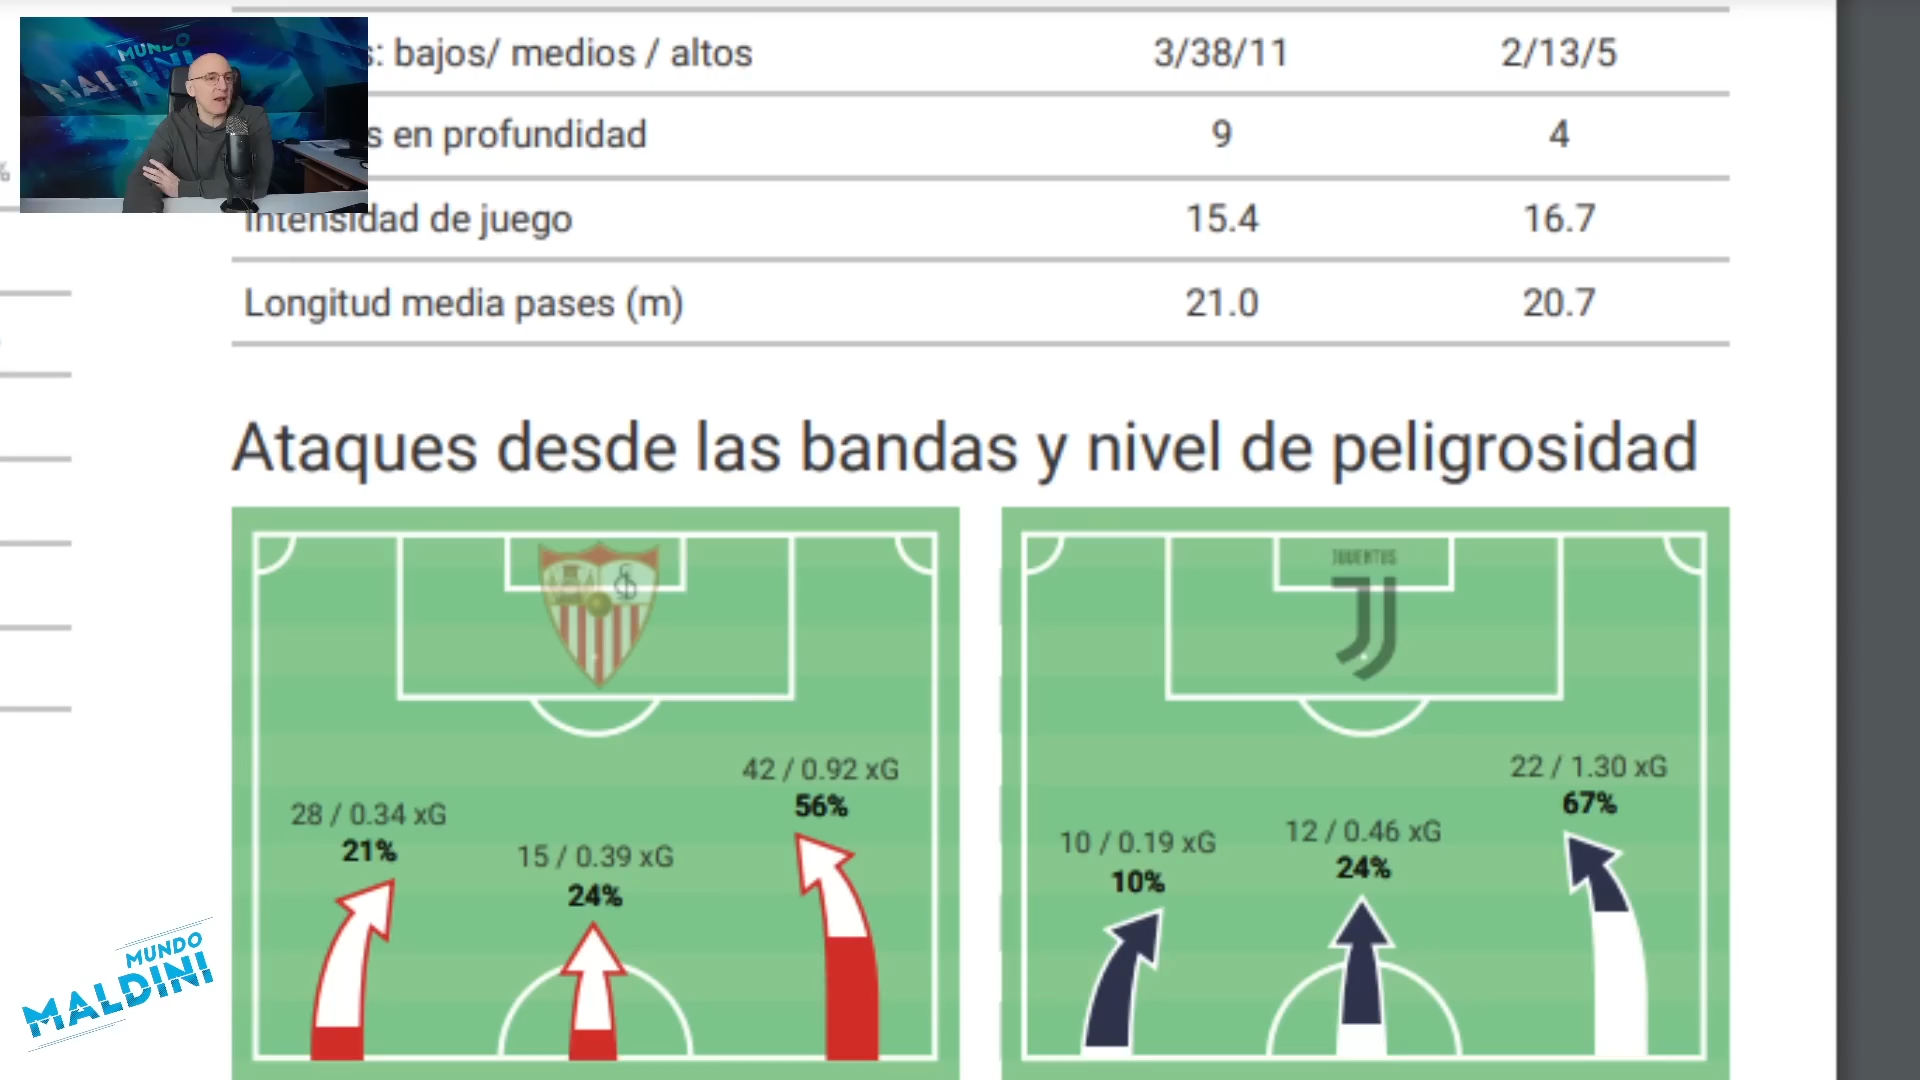 MUNDO
MALDINI
s: bajos/ medios / altos 3/38/11 2/13/5
s en profundidad 9 4
%
Intensidad de juego 15.4 16.7
Longitud media pases (m) 21.0 20.7
Ataques desde las bandas y nivel de peligrosidad
JUVENTUS
42 / 0.92 xG
56%
28 / 0.34 xG
21%
15 / 0.39 xG
24%
22 / 1.30 xG
67%
12 / 0.46 xG
24%
10 / 0.19 xG
10%
MUNDO
MALDINI